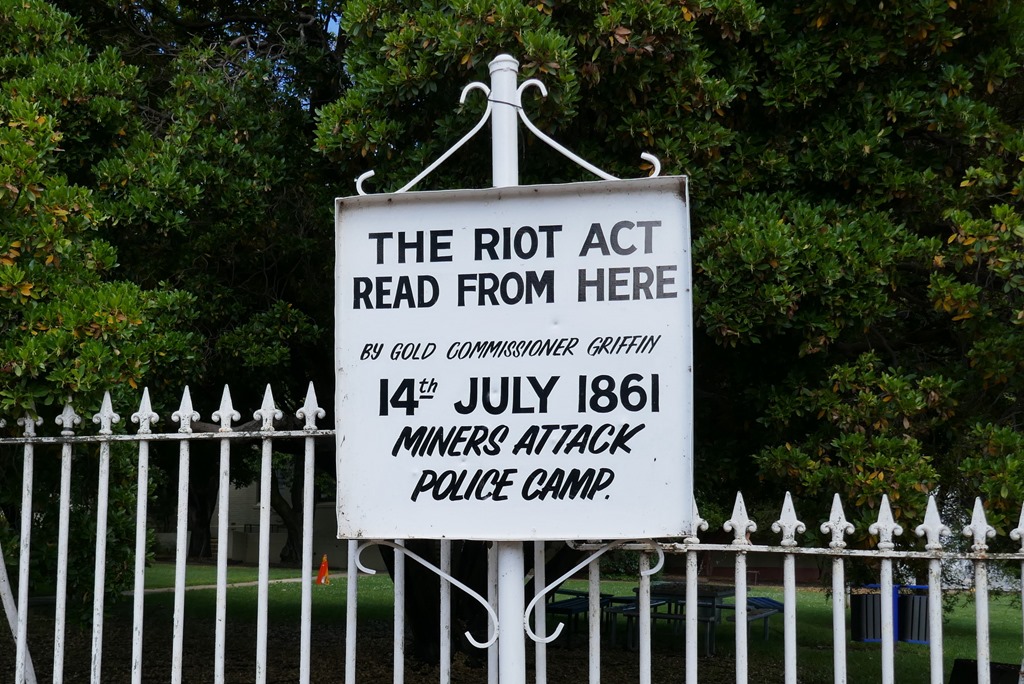 THE RIOT ACT
READ FROM HERE
BY GOLD COMMISSIONER GRIFFIN
14th JULY 1861
MINERS ATTACK
POLICE CAMP.